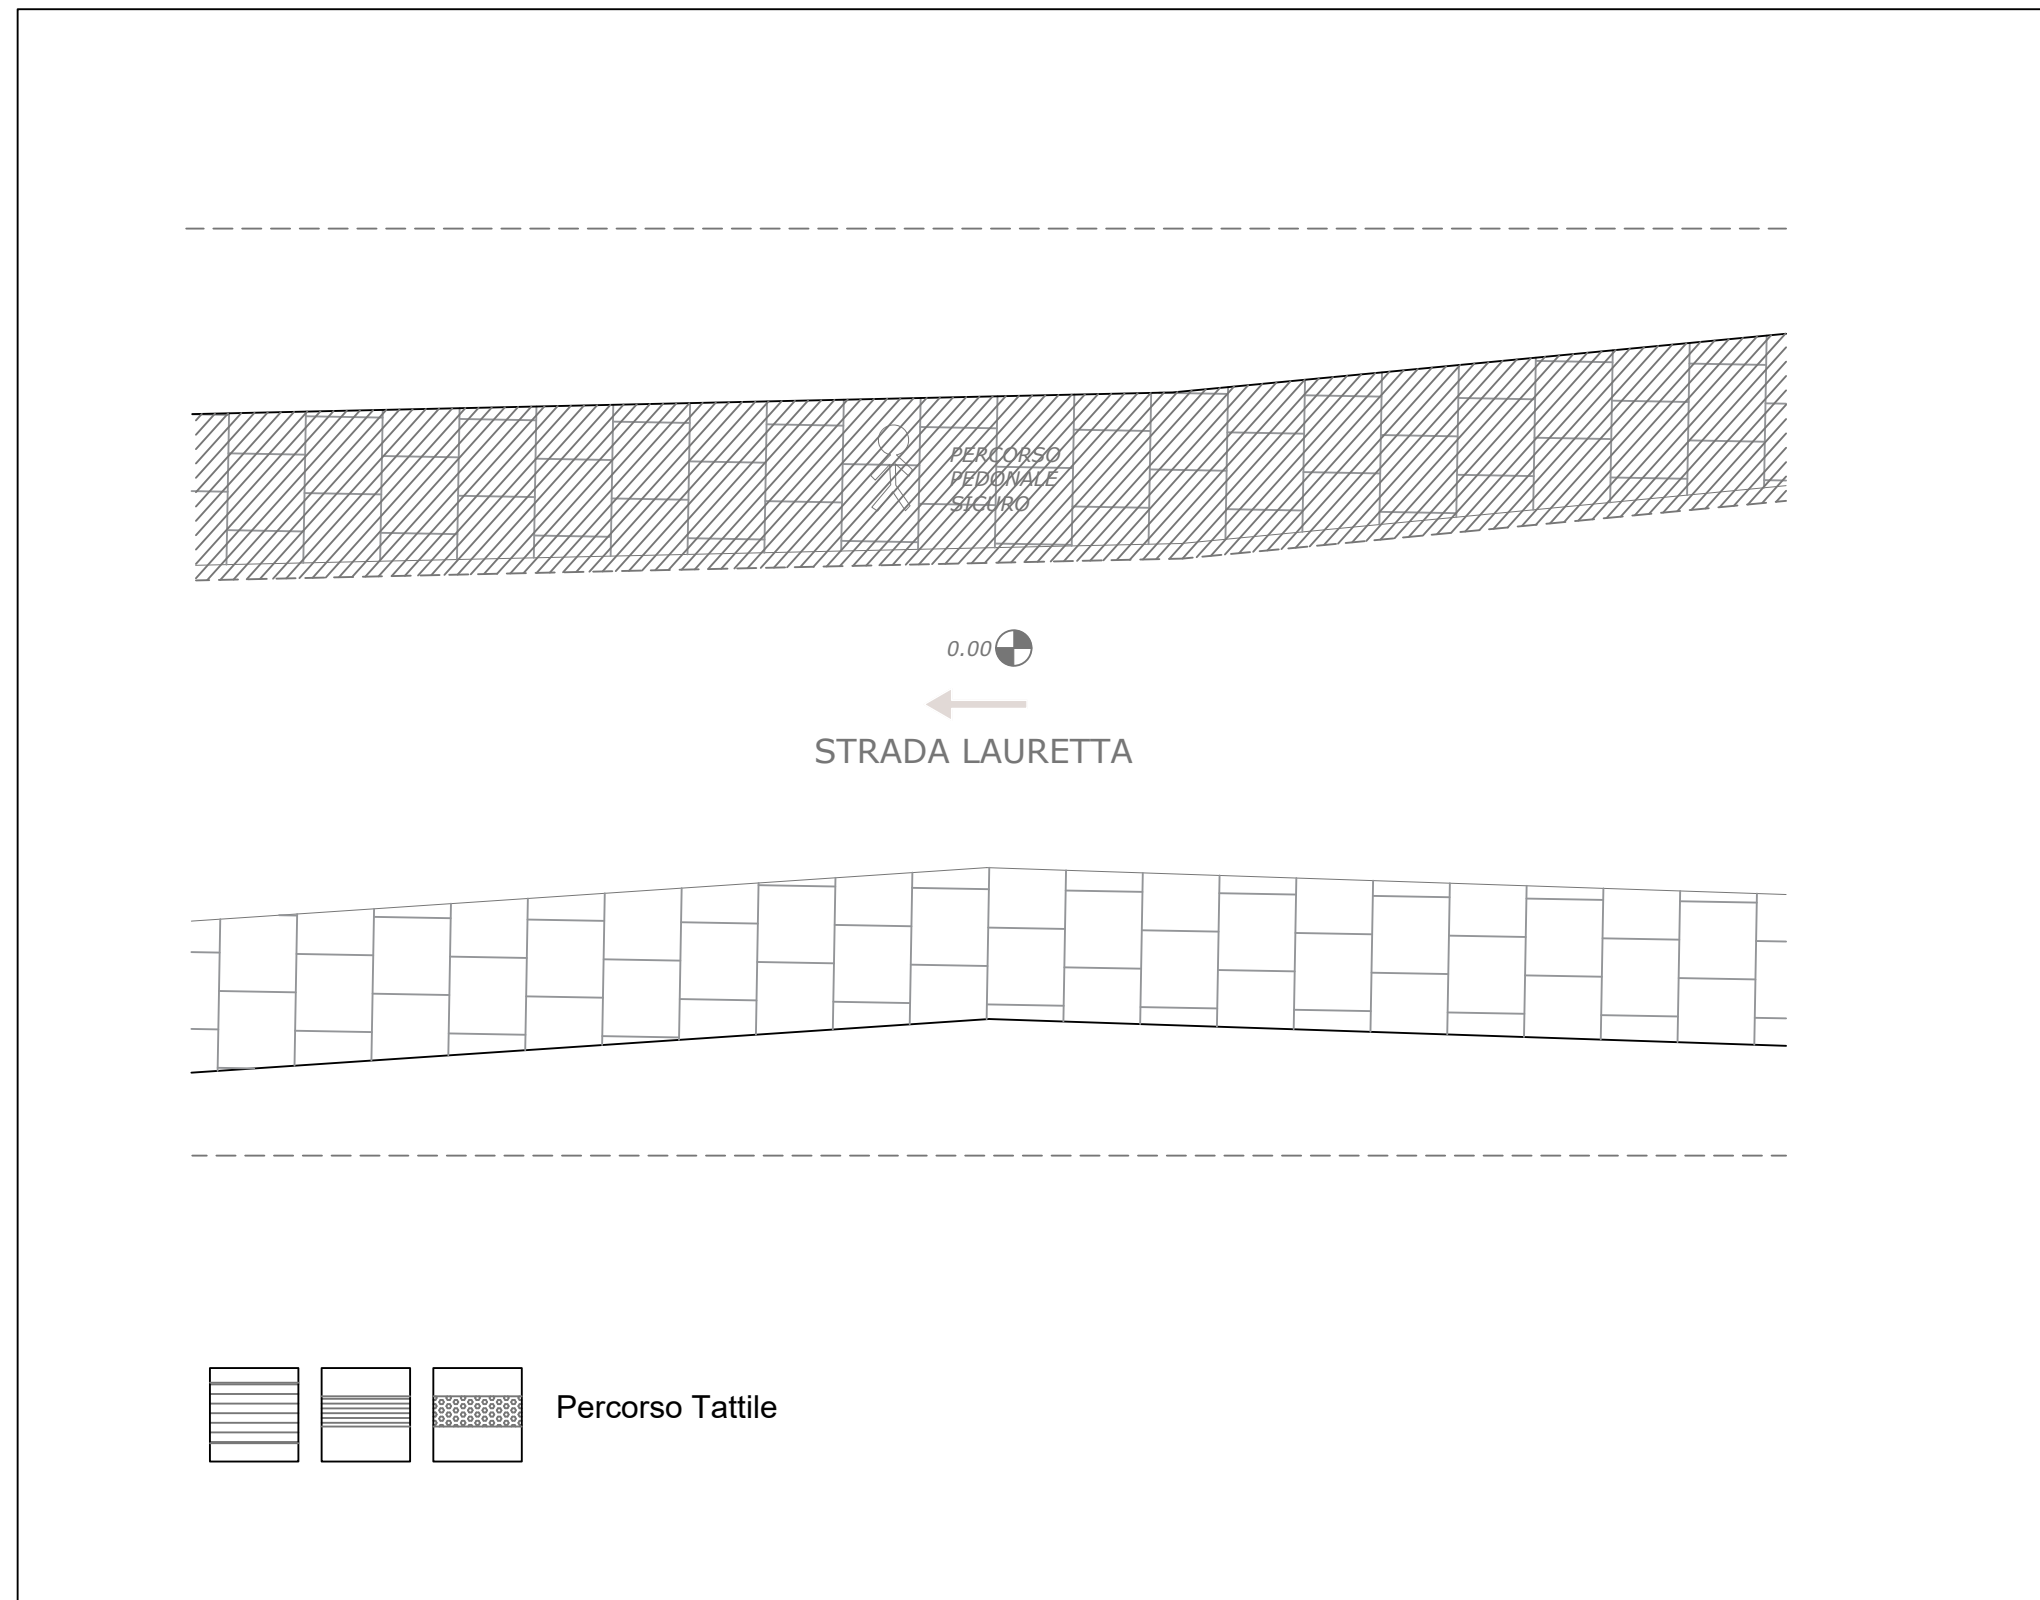 PERCORSO
PEDONALE
SICURO
0.00
STRADA LAURETTA
Percorso Tattile